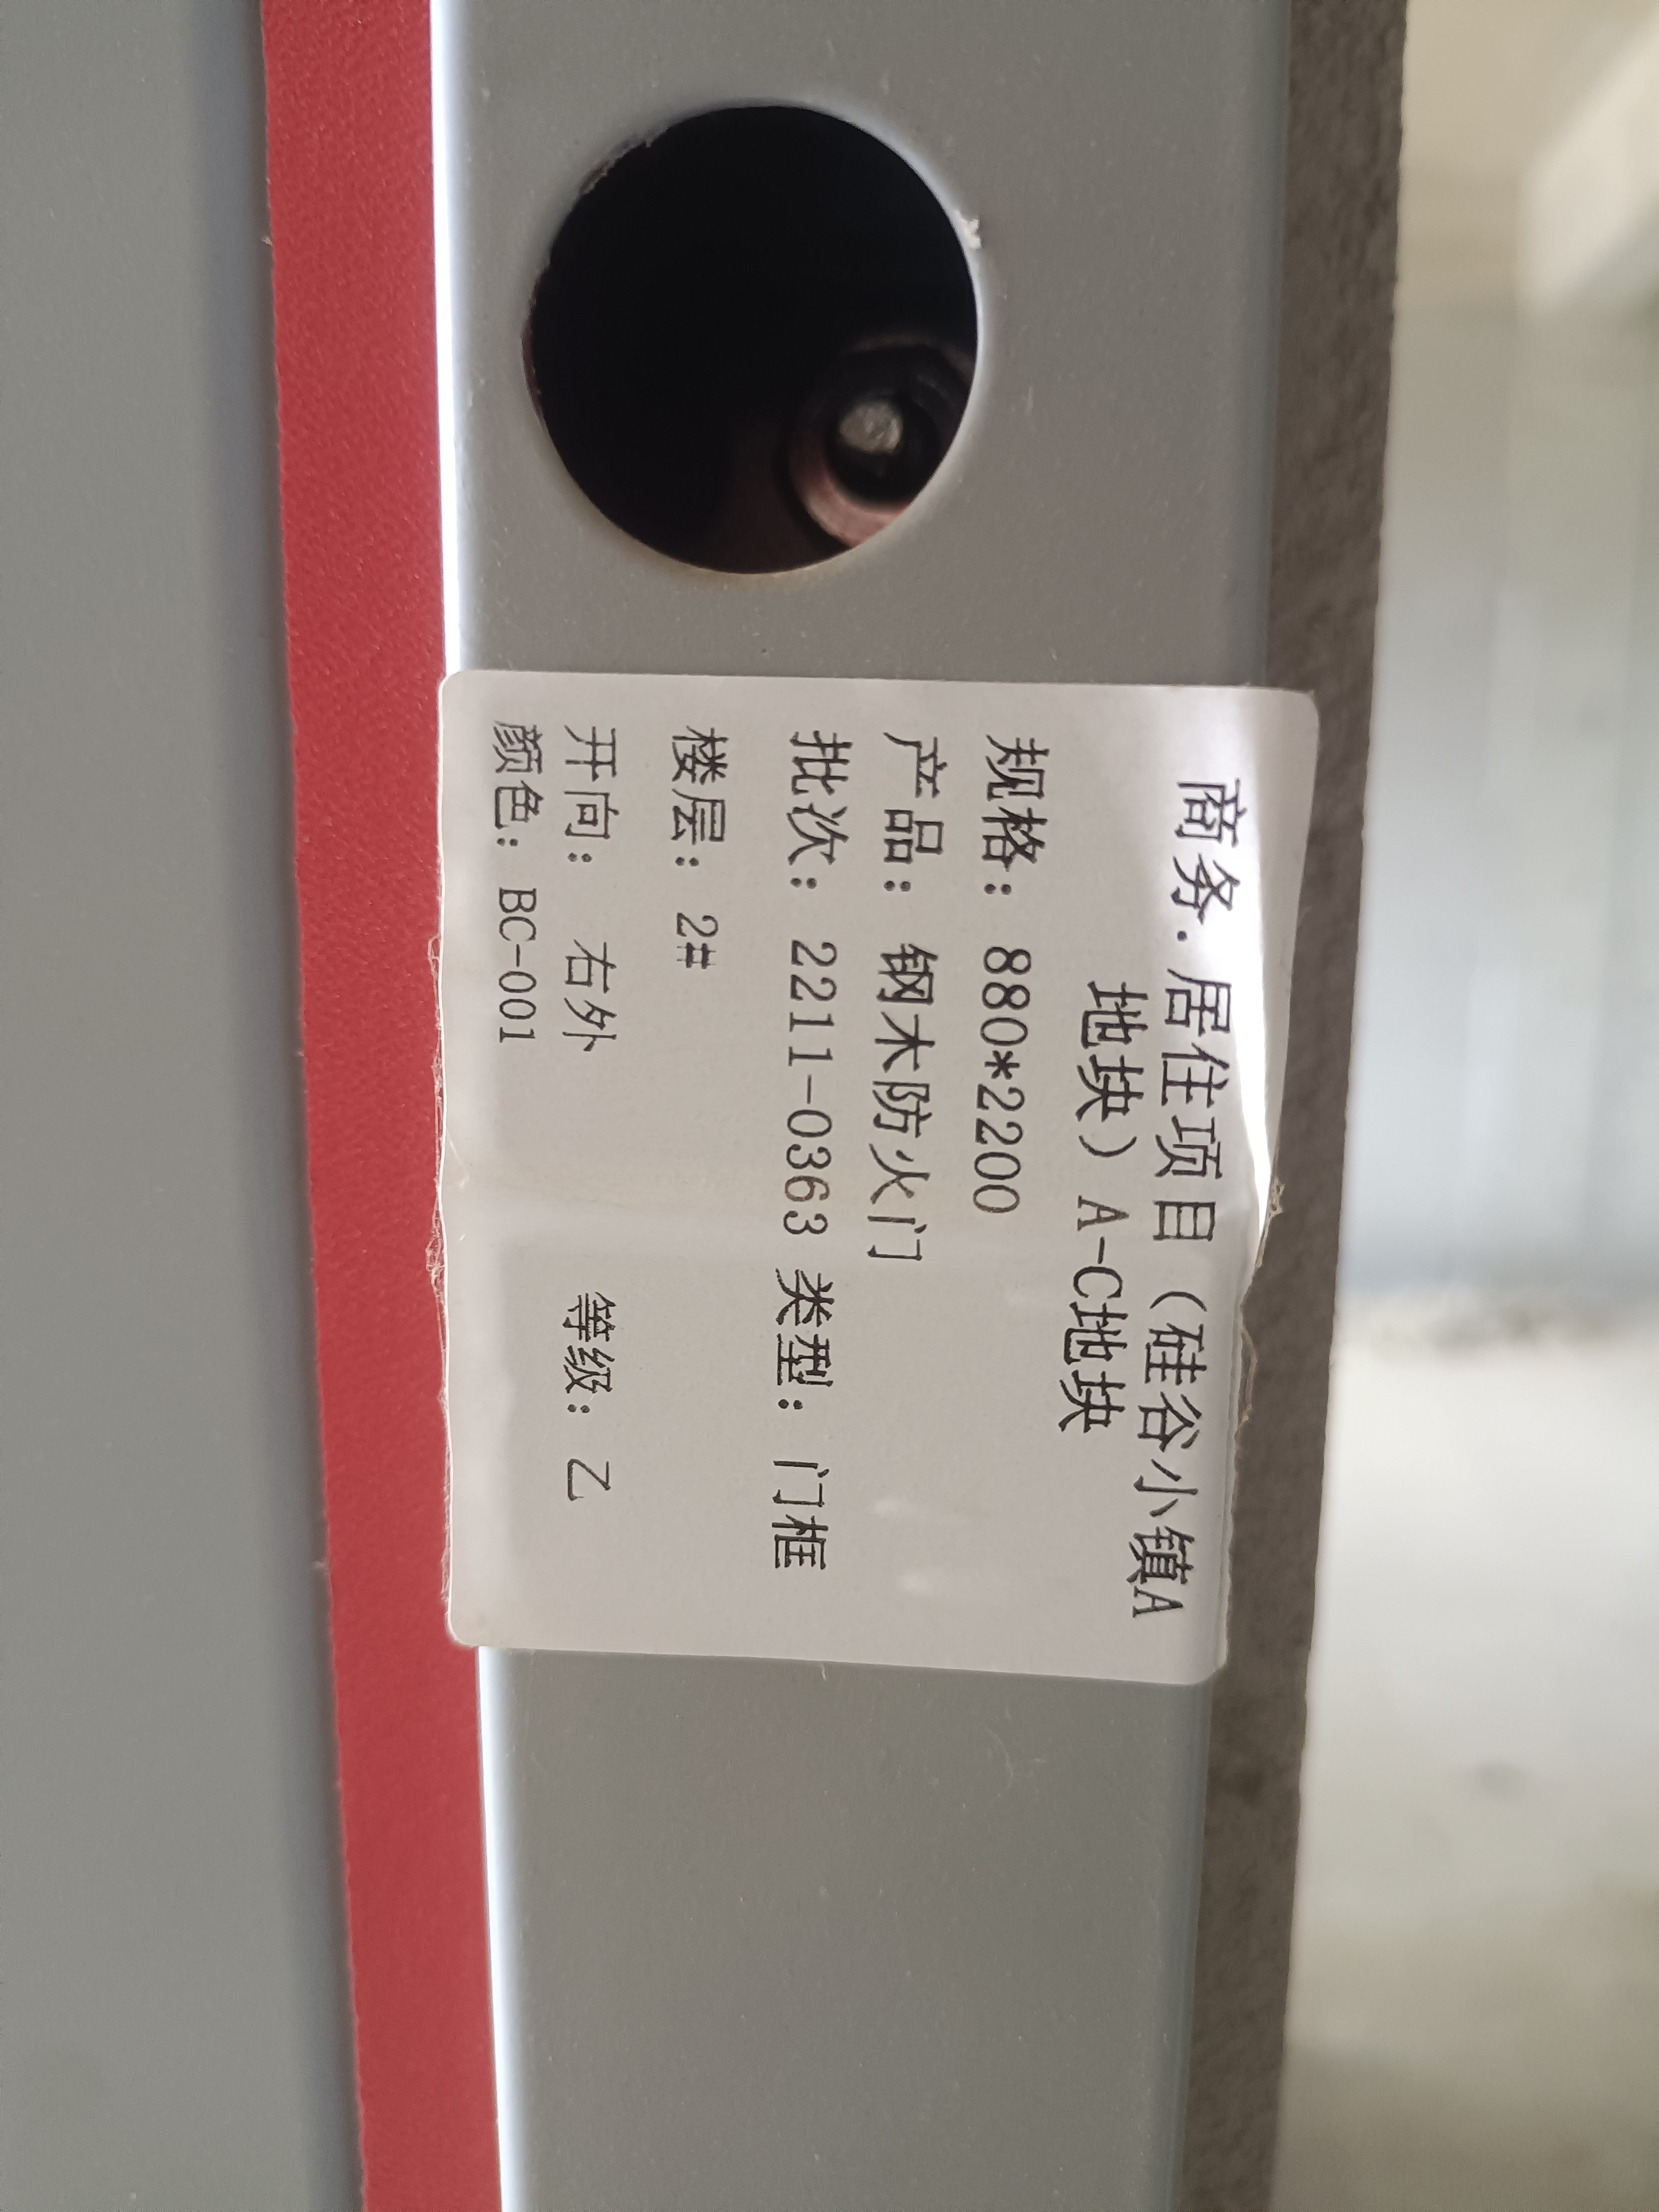 商务.居住项目（硅谷小镇A
地块）A-C地块
规格： 880*2200
产品： 钢木防火门
批次： 2211-0363 类型： 门框
楼层： 2#
开向： 右外 等级： 乙
颜色： BC-001